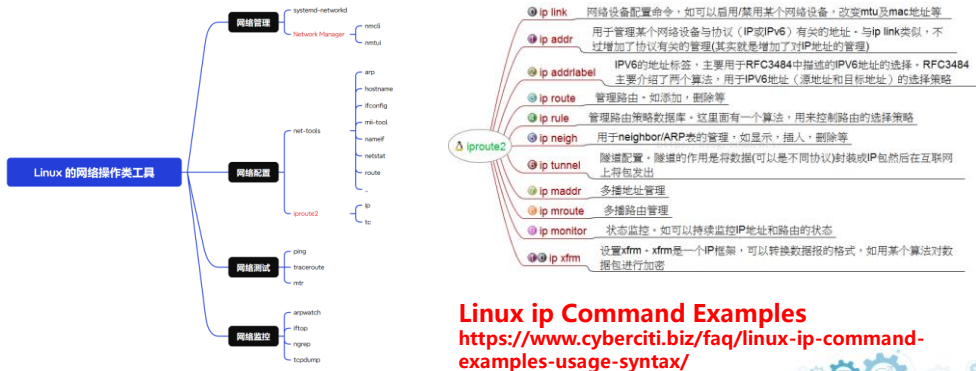 Linux 的网络操作类工具
网络管理
systemd-networkd
Network Manager
nmcli
nmtui
网络配置
net-tools
arp
hostname
ifconfig
mii-tool
nameif
netstat
route
iproute2
ip
tc
网络测试
ping
traceroute
mtr
网络监控
arpwatch
iftop
ngrep
tcpdump
iproute2
ip link 网络设备配置命令，如可以启用/禁用某个网络设备，改变mtu及mac地址等
ip addr 用于管理某个网络设备与协议（IP或IPv6）有关的地址。与ip link类似，不
过增加了协议有关的管理(其实就是增加了对IP地址的管理)
ip addrlabel IPV6的地址标签，主要用于RFC3484中描述的IPV6地址的选择。RFC3484
主要介绍了两个算法，用于IPV6地址（源地址和目标地址）的选择策略
ip route 管理路由。如添加，删除等
ip rule 管理路由策略数据库。这里面有一个算法，用来控制路由的选择策略
ip neigh 用于neighbor/ARP表的管理，如显示，插入，删除等
ip tunnel 隧道配置。隧道的作用是将数据(可以是不同协议)封装成IP包然后在互联网
上将包发出
ip maddr 多播地址管理
ip mroute 多播路由管理
ip monitor 状态监控。如可以持续监控IP地址和路由的状态
ip xfrm 设置xfrm。xfrm是一个IP框架，可以转换数据报的格式，如用某个算法对数
据包进行加密
Linux ip Command Examples
https://www.cyberciti.biz/faq/linux-ip-command-
examples-usage-syntax/